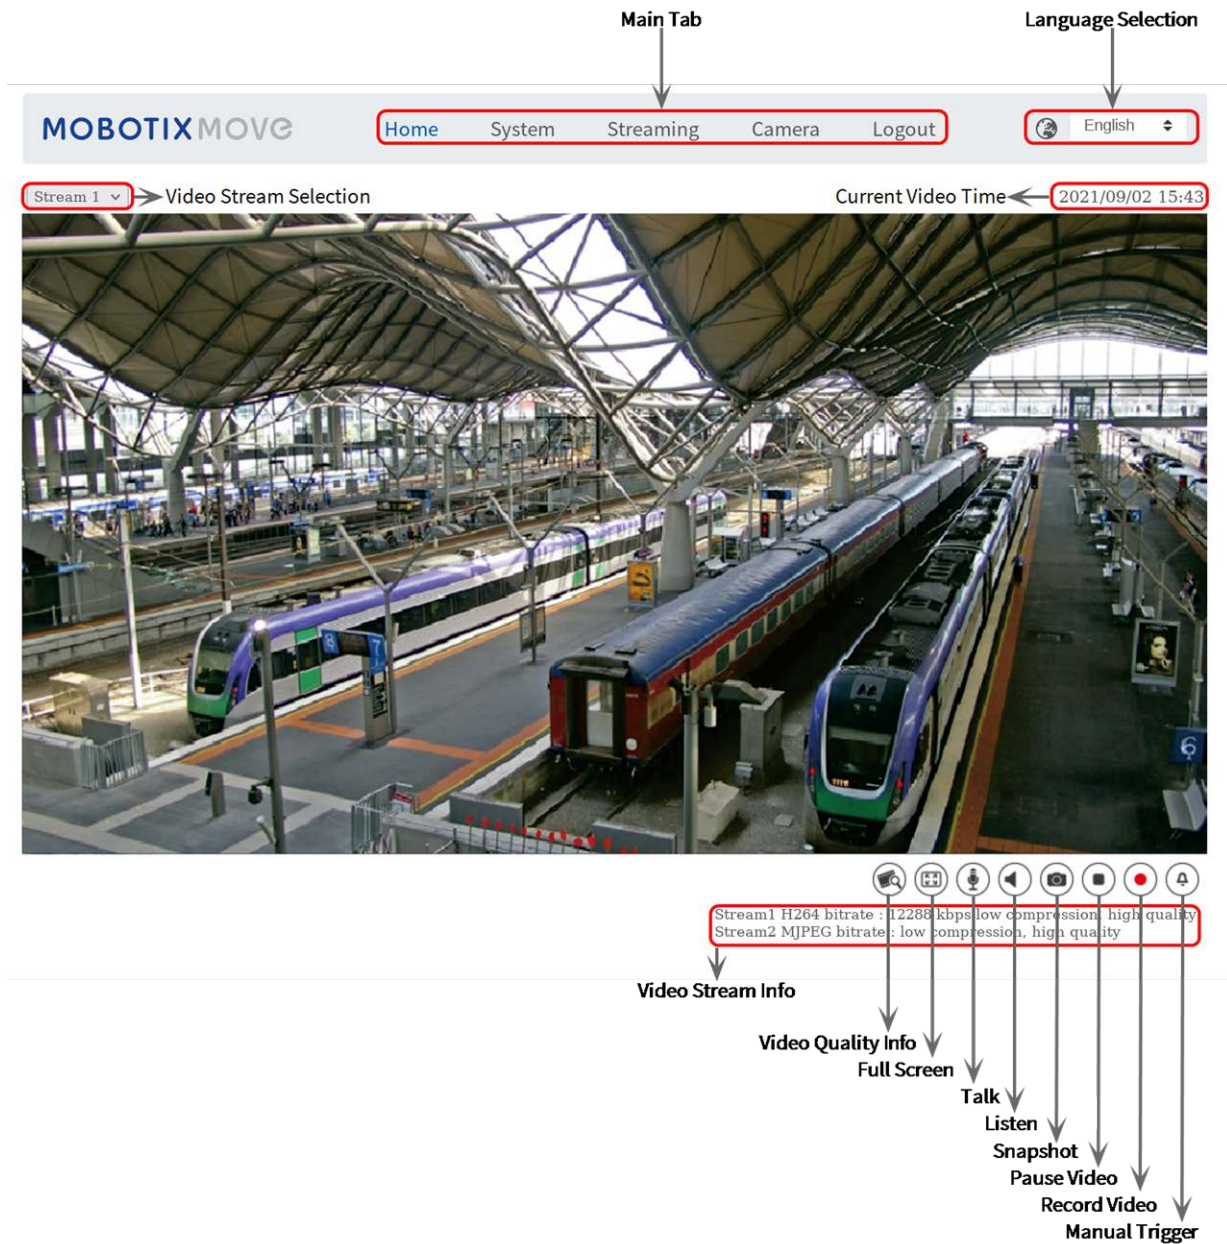 Main Tab
Language Selection
MOBOTIX MOVE
Home System Streaming Camera Logout
English
Stream 1
Video Stream Selection
Current Video Time
2021/09/02 15:43
8
7
6
Stream1 H264 bitrate : 12288 kbps low compression, high quality
Stream2 MJPEG bitrate : low compression, high quality
Video Stream Info
Video Quality Info
Full Screen
Talk
Listen
Snapshot
Pause Video
Record Video
Manual Trigger